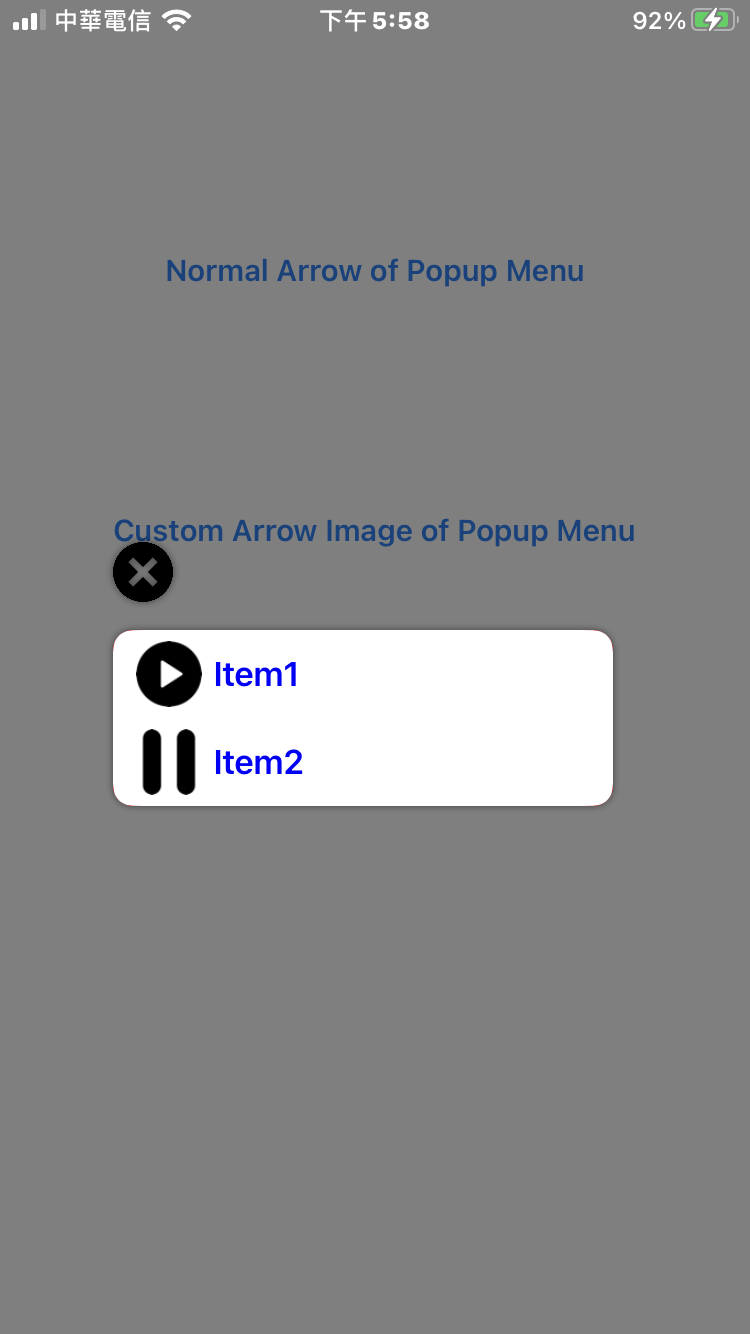 中華電信 下午 5:58 92%
Normal Arrow of Popup Menu
Custom Arrow Image of Popup Menu
Item1
Item2